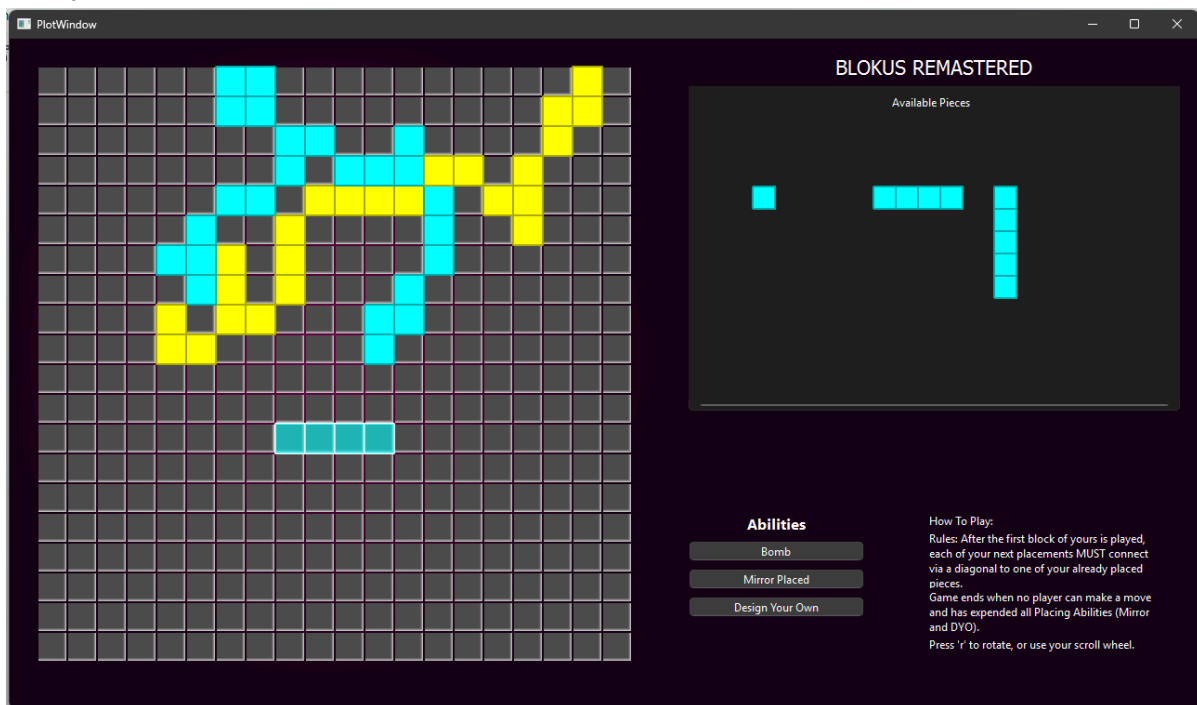 PlotWindow
BLOKUS REMASTERED
Available Pieces
Abilities
Bomb
Mirror Placed
Design Your Own
How To Play:
Rules: After the first block of yours is played,
each of your next placements MUST connect
via a diagonal to one of your already placed
pieces.
Game ends when no player can make a move
and has expended all Placing Abilities (Mirror
and DYO).
Press 'r' to rotate, or use your scroll wheel.